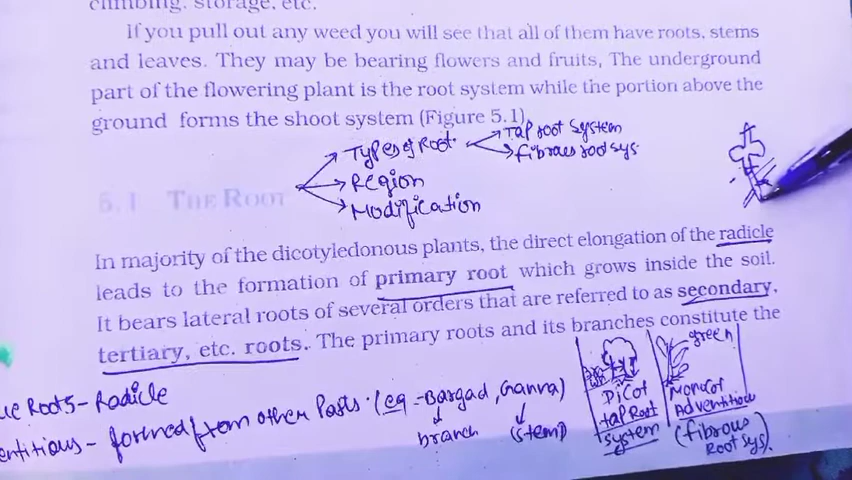 climbing, storage, etc.
If you pull out any weed you will see that all of them have roots, stems
and leaves. They may be bearing flowers and fruits, The underground
part of the flowering plant is the root system while the portion above the
ground forms the shoot system (Figure 5.1).
Types of Root
Tap root system
fibraes root sys.
Region
Modification
5.1 THE ROOT
In majority of the dicotyledonous plants, the direct elongation of the radicle
leads to the formation of primary root which grows inside the soil.
It bears lateral roots of several orders that are referred to as secondary,
tertiary, etc. roots. The primary roots and its branches constitute the
ue Roots - Radicle
entitious - formed from other Parts. (eg - Bargad, Ganna)
branch (stem)
Dicot
tap Root
system
green
Monocot
Adventitious
(fibrous
Root sys).